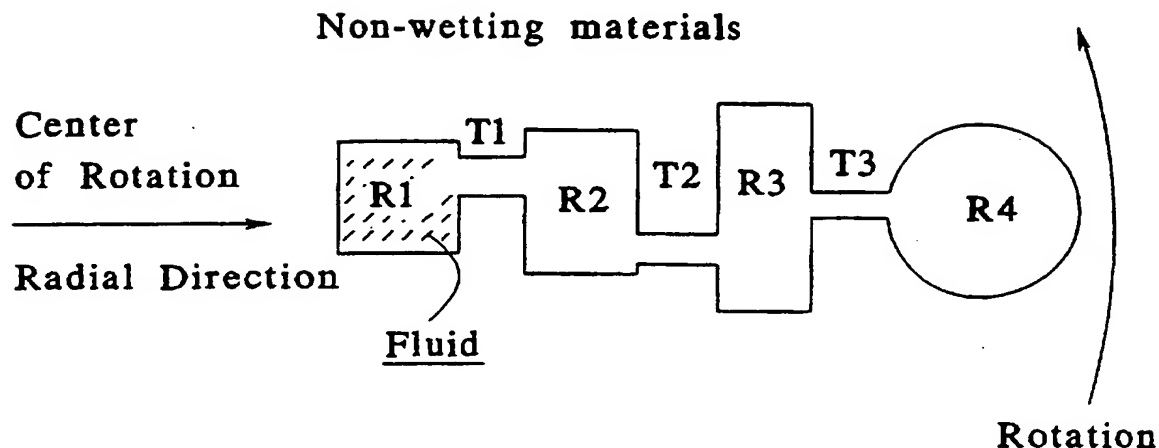 Non-wetting materials
Center
of Rotation
Radial Direction
T1
T2
T3
R1
R2
R3
R4
Fluid
Rotation